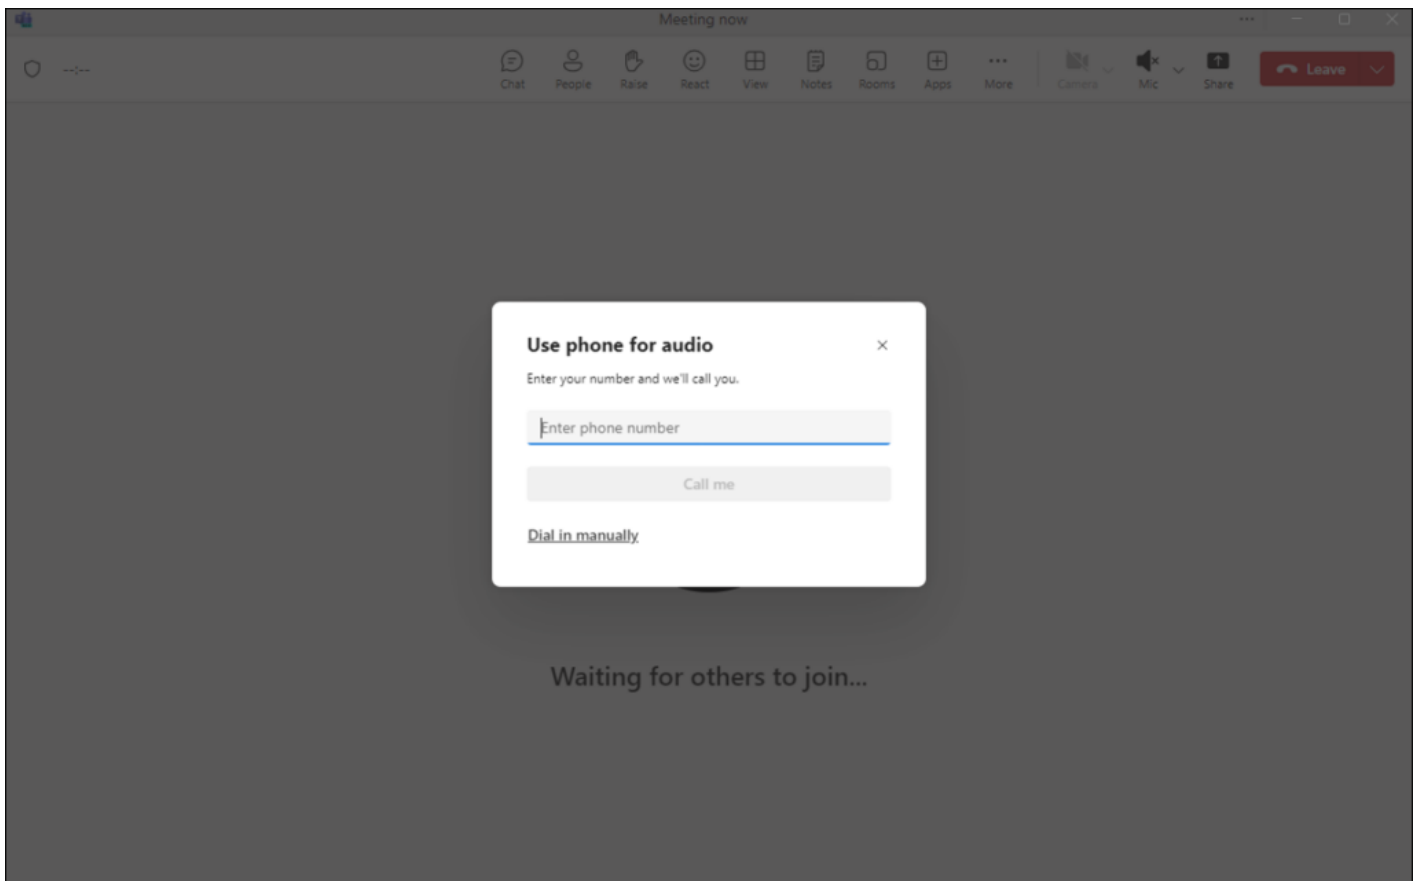 Meeting now
--:--
Chat
People
Raise
React
View
Notes
Rooms
Apps
More
Camera
Mic
Share
Leave
Use phone for audio
Enter your number and we'll call you.
Enter phone number
Call me
Dial in manually
Waiting for others to join...